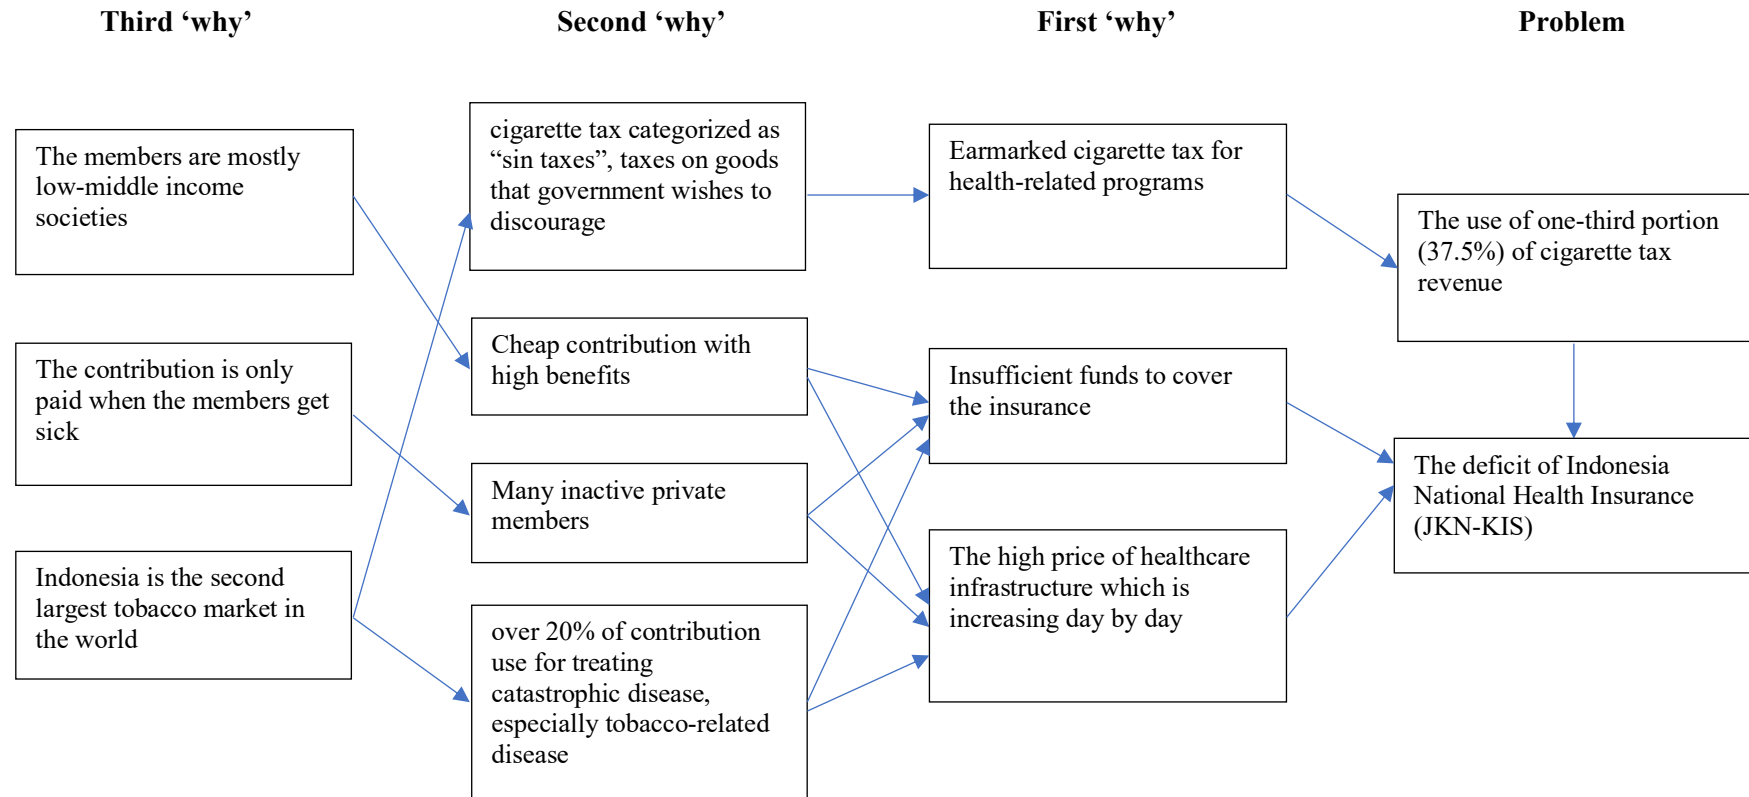 Third ‘why’
Second ‘why’
First ‘why’
Problem
The members are mostly
low-middle income
societies
The contribution is only
paid when the members get
sick
Indonesia is the second
largest tobacco market in
the world
cigarette tax categorized as
“sin taxes”, taxes on goods
that government wishes to
discourage
Cheap contribution with
high benefits
Many inactive private
members
over 20% of contribution
use for treating
catastrophic disease,
especially tobacco-related
disease
Earmarked cigarette tax for
health-related programs
Insufficient funds to cover
the insurance
The high price of healthcare
infrastructure which is
increasing day by day
The use of one-third portion
(37.5%) of cigarette tax
revenue
The deficit of Indonesia
National Health Insurance
(JKN-KIS)